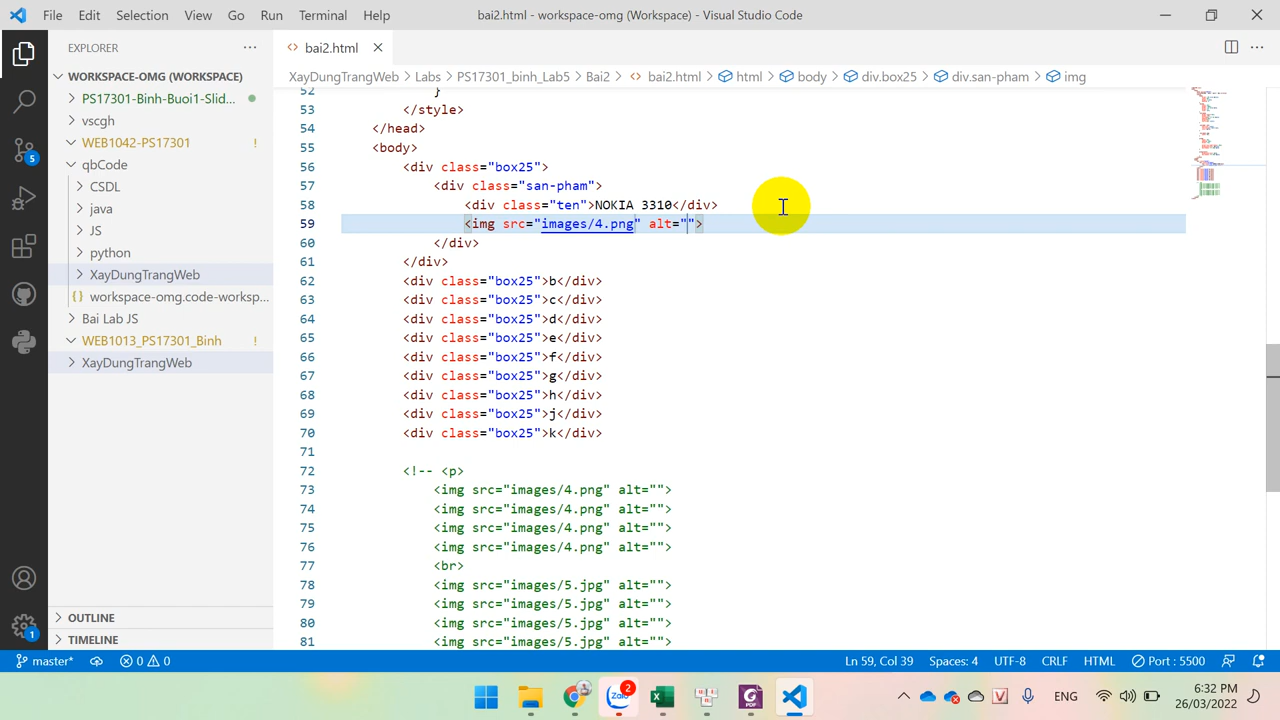 File Edit Selection View Go Run Terminal Help
bai2.html - workspace-omg (Workspace) - Visual Studio Code
EXPLORER
bai2.html
WORKSPACE-OMG (WORKSPACE)
PS17301-Binh-Buoi1-Slid...
vscgh
WEB1042-PS17301 !
qbCode
CSDL
java
JS
python
XayDungTrangWeb
{} workspace-omg.code-worksp...
Bai Lab JS
WEB1013_PS17301_Binh !
XayDungTrangWeb
OUTLINE
TIMELINE
XayDungTrangWeb > Labs > PS17301_binh_Lab5 > Bai2 > bai2.html > html > body > div.box25 > div.san-pham > img
52 }
53 </style>
54 </head>
55 <body>
56 <div class="box25">
57 <div class="san-pham">
58 <div class="ten">NOKIA 3310</div>
59 <img src="images/4.png" alt="">
60 </div>
61 </div>
62 <div class="box25">b</div>
63 <div class="box25">c</div>
64 <div class="box25">d</div>
65 <div class="box25">e</div>
66 <div class="box25">f</div>
67 <div class="box25">g</div>
68 <div class="box25">h</div>
69 <div class="box25">j</div>
70 <div class="box25">k</div>
71
72 <!-- <p>
73 <img src="images/4.png" alt="">
74 <img src="images/4.png" alt="">
75 <img src="images/4.png" alt="">
76 <img src="images/4.png" alt="">
77 <br>
78 <img src="images/5.jpg" alt="">
79 <img src="images/5.jpg" alt="">
80 <img src="images/5.jpg" alt="">
81 <img src="images/5.jpg" alt="">
5
1
master* 0 0
Ln 59, Col 39 Spaces: 4 UTF-8 CRLF HTML Port : 5500
Zalo 2
PDF
V
ENG
6:32 PM
26/03/2022